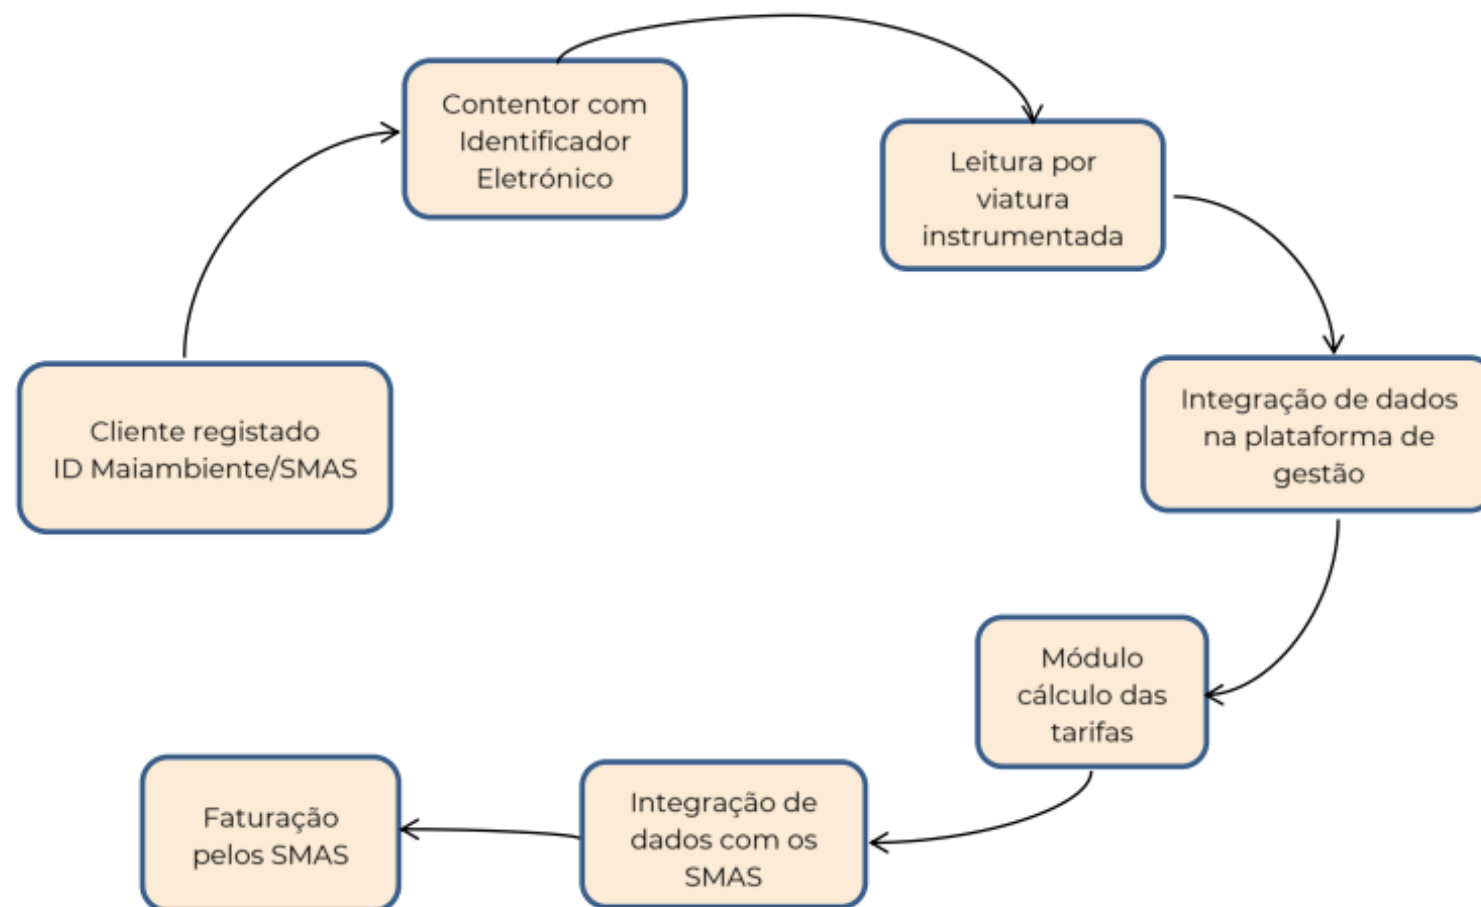 Contentor com
Identificador
Eletrónico
Leitura por
viatura
instrumentada
Cliente registado
ID Maiambiente/SMAS
Integração de dados
na plataforma de
gestão
Módulo
cálculo das
tarifas
Integração de
dados com os
SMAS
Faturação
pelos SMAS